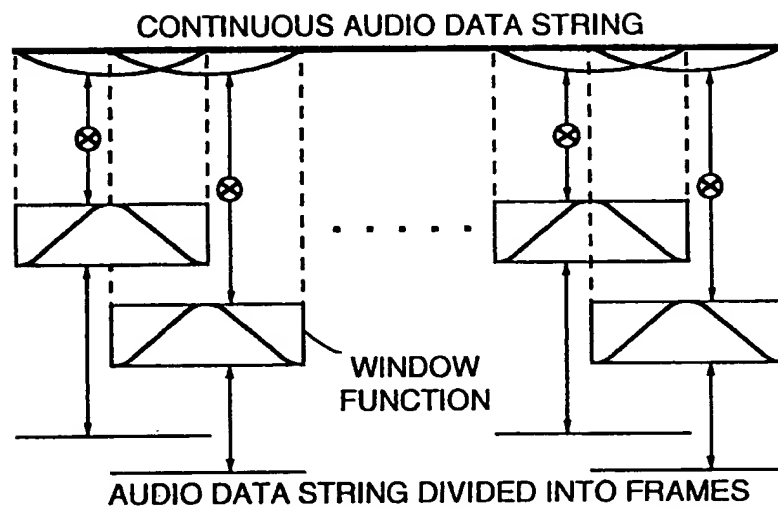 CONTINUOUS AUDIO DATA STRING
WINDOW
FUNCTION
AUDIO DATA STRING DIVIDED INTO FRAMES